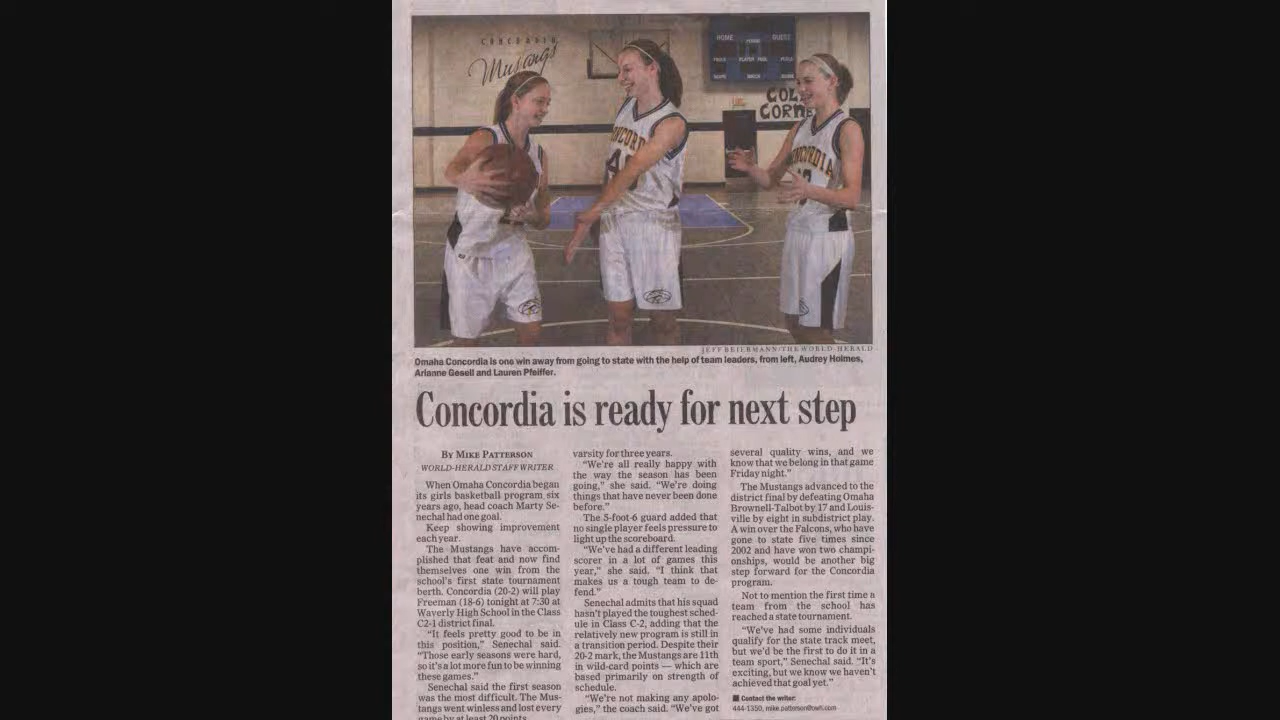 CONCORDIA
Mustangs
HOME
GUEST
PERIOD
FOULS
PLAYER FOUL
FOULS
COLT
CORNE
CONCORD
4
CONCORDIA
JEFF BEIERMANN/THE WORLD-HERALD
Omaha Concordia is one win away from going to state with the help of team leaders, from left, Audrey Holmes,
Arianne Gesell and Lauren Pfeiffer.
Concordia is ready for next step
BY MIKE PATTERSON
WORLD-HERALD STAFF WRITER
When Omaha Concordia began
its girls basketball program six
years ago, head coach Marty Se-
nechal had one goal.
Keep showing improvement
each year.
The Mustangs have accom-
plished that feat and now find
themselves one win from the
school's first state tournament
berth. Concordia (20-2) will play
Freeman (18-6) tonight at 7:30 at
Waverly High School in the Class
C2-1 district final.
"It feels pretty good to be in
this position," Senechal said.
"Those early seasons were hard,
so it's a lot more fun to be winning
these games."
Senechal said the first season
was the most difficult. The Mus-
tangs went winless and lost every
game by at least 20 points.
varsity for three years.
"We're all really happy with
the way the season has been
going," she said. "We're doing
things that have never been done
before."
The 5-foot-6 guard added that
no single player feels pressure to
light up the scoreboard.
"We've had a different leading
scorer in a lot of games this
year," she said. "I think that
makes us a tough team to de-
fend."
Senechal admits that his squad
hasn't played the toughest sched-
ule in Class C-2, adding that the
relatively new program is still in
a transition period. Despite their
20-2 mark, the Mustangs are 11th
in wild-card points — which are
based primarily on strength of
schedule.
"We're not making any apolo-
gies," the coach said. "We've got
several quality wins, and we
know that we belong in that game
Friday night."
The Mustangs advanced to the
district final by defeating Omaha
Brownell-Talbot by 17 and Louis-
ville by eight in subdistrict play.
A win over the Falcons, who have
gone to state five times since
2002 and have won two champi-
onships, would be another big
step forward for the Concordia
program.
Not to mention the first time a
team from the school has
reached a state tournament.
"We've had some individuals
qualify for the state track meet,
but we'd be the first to do it in a
team sport," Senechal said. "It's
exciting, but we know we haven't
achieved that goal yet."
■ Contact the writer:
444-1350, mike.patterson@owh.com